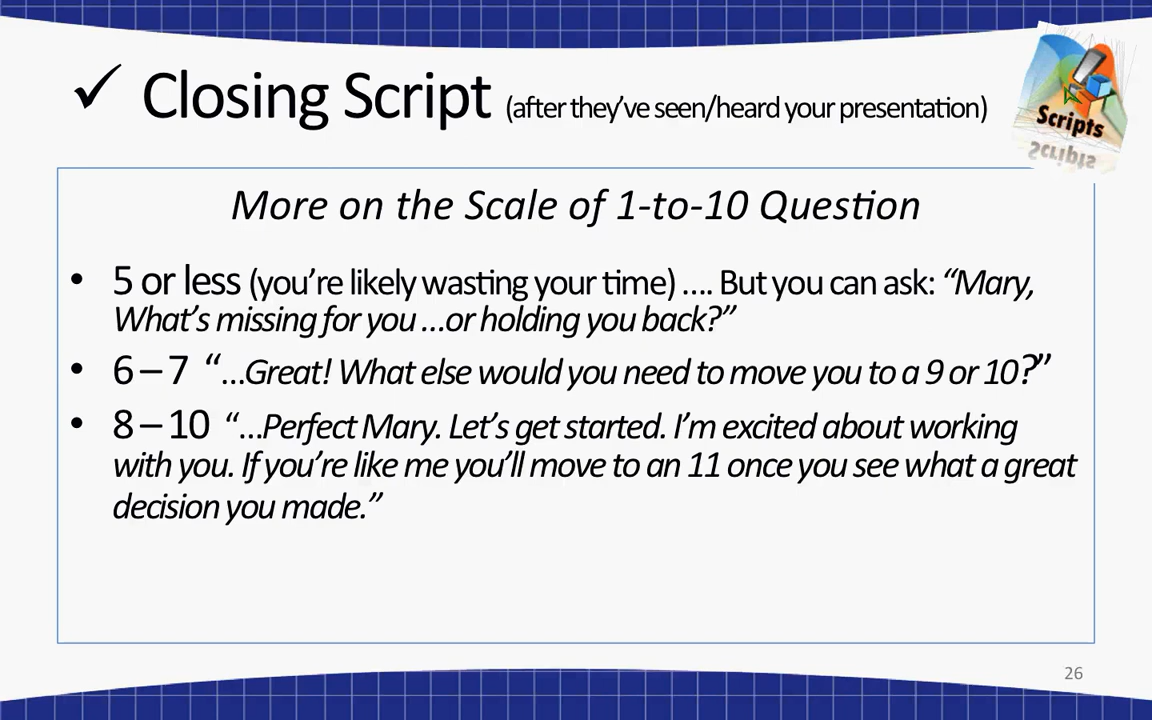 ✓ Closing Script (after they’ve seen/heard your presentation)
Scripts
More on the Scale of 1-to-10 Question
• 5 or less (you’re likely wasting your time) …. But you can ask: “Mary,
What’s missing for you …or holding you back?”
• 6 – 7 “…Great! What else would you need to move you to a 9 or 10?”
• 8 – 10 “…Perfect Mary. Let’s get started. I’m excited about working
with you. If you’re like me you’ll move to an 11 once you see what a great
decision you made.”
26